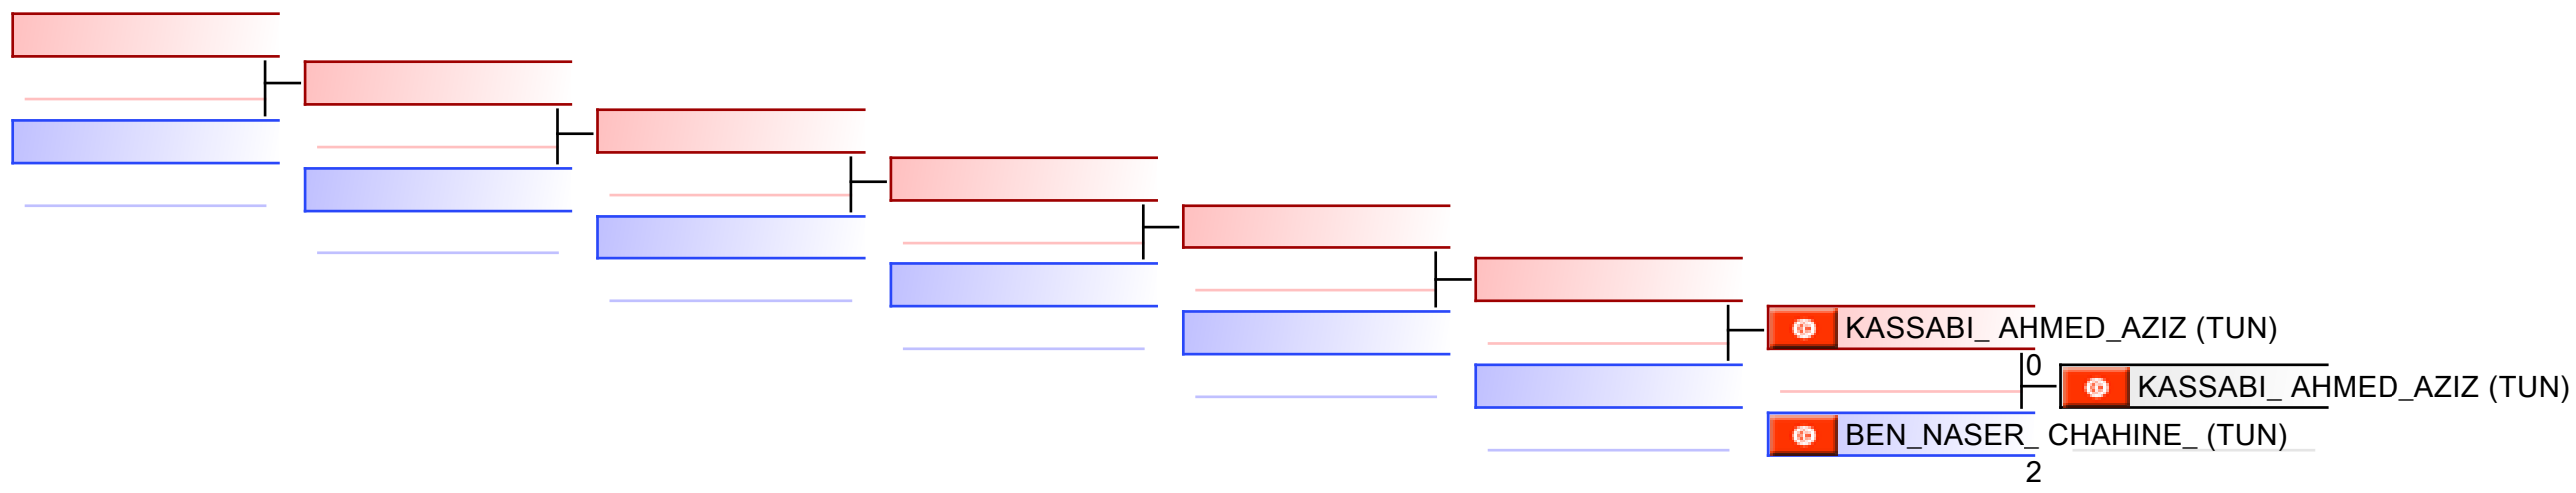 KASSABI_ AHMED_AZIZ (TUN)
0
KASSABI_ AHMED_AZIZ (TUN)
BEN_NASER_ CHAHINE_ (TUN)
2